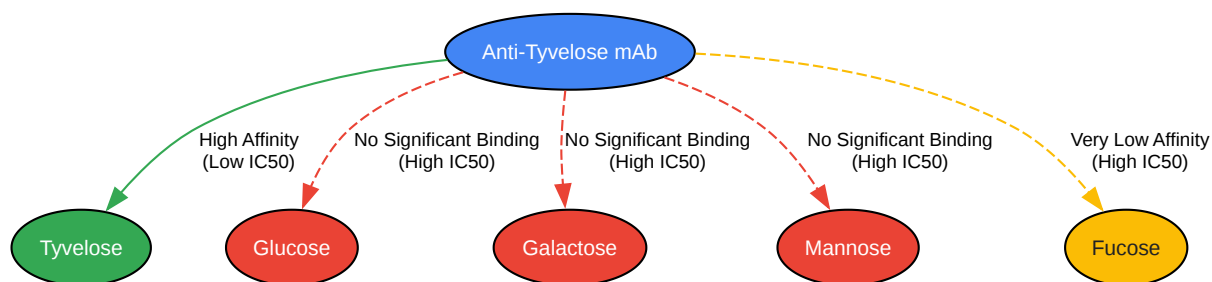 Anti-Tyvelose mAb
High Affinity
(Low IC50)
No Significant Binding
(High IC50)
No Significant Binding
(High IC50)
No Significant Binding
(High IC50)
Very Low Affinity
(High IC50)
Tyvelose
Glucose
Galactose
Mannose
Fucose